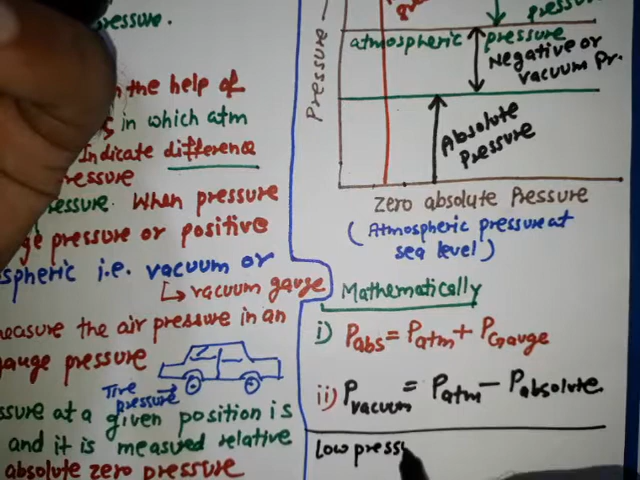 pressure.
the help of
in which atm
Indicate difference
pressure
pressure. When pressure
pressure or positive
i.e. vacuum or
↳ vacuum gauge
measure the air pressure in an
gauge pressure
Tire
pressure →
at a given position is
and it is measured relative
absolute zero pressure
Pressure
pressure
atmospheric pressure
Negative or
vacuum Pr.
Absolute
pressure
Zero absolute Pressure
(Atmospheric pressure at
sea level)
Mathematically
i) Pabs = Patm + PGauge
ii) Pvacuum = Patm - Pabsolute.
Low press